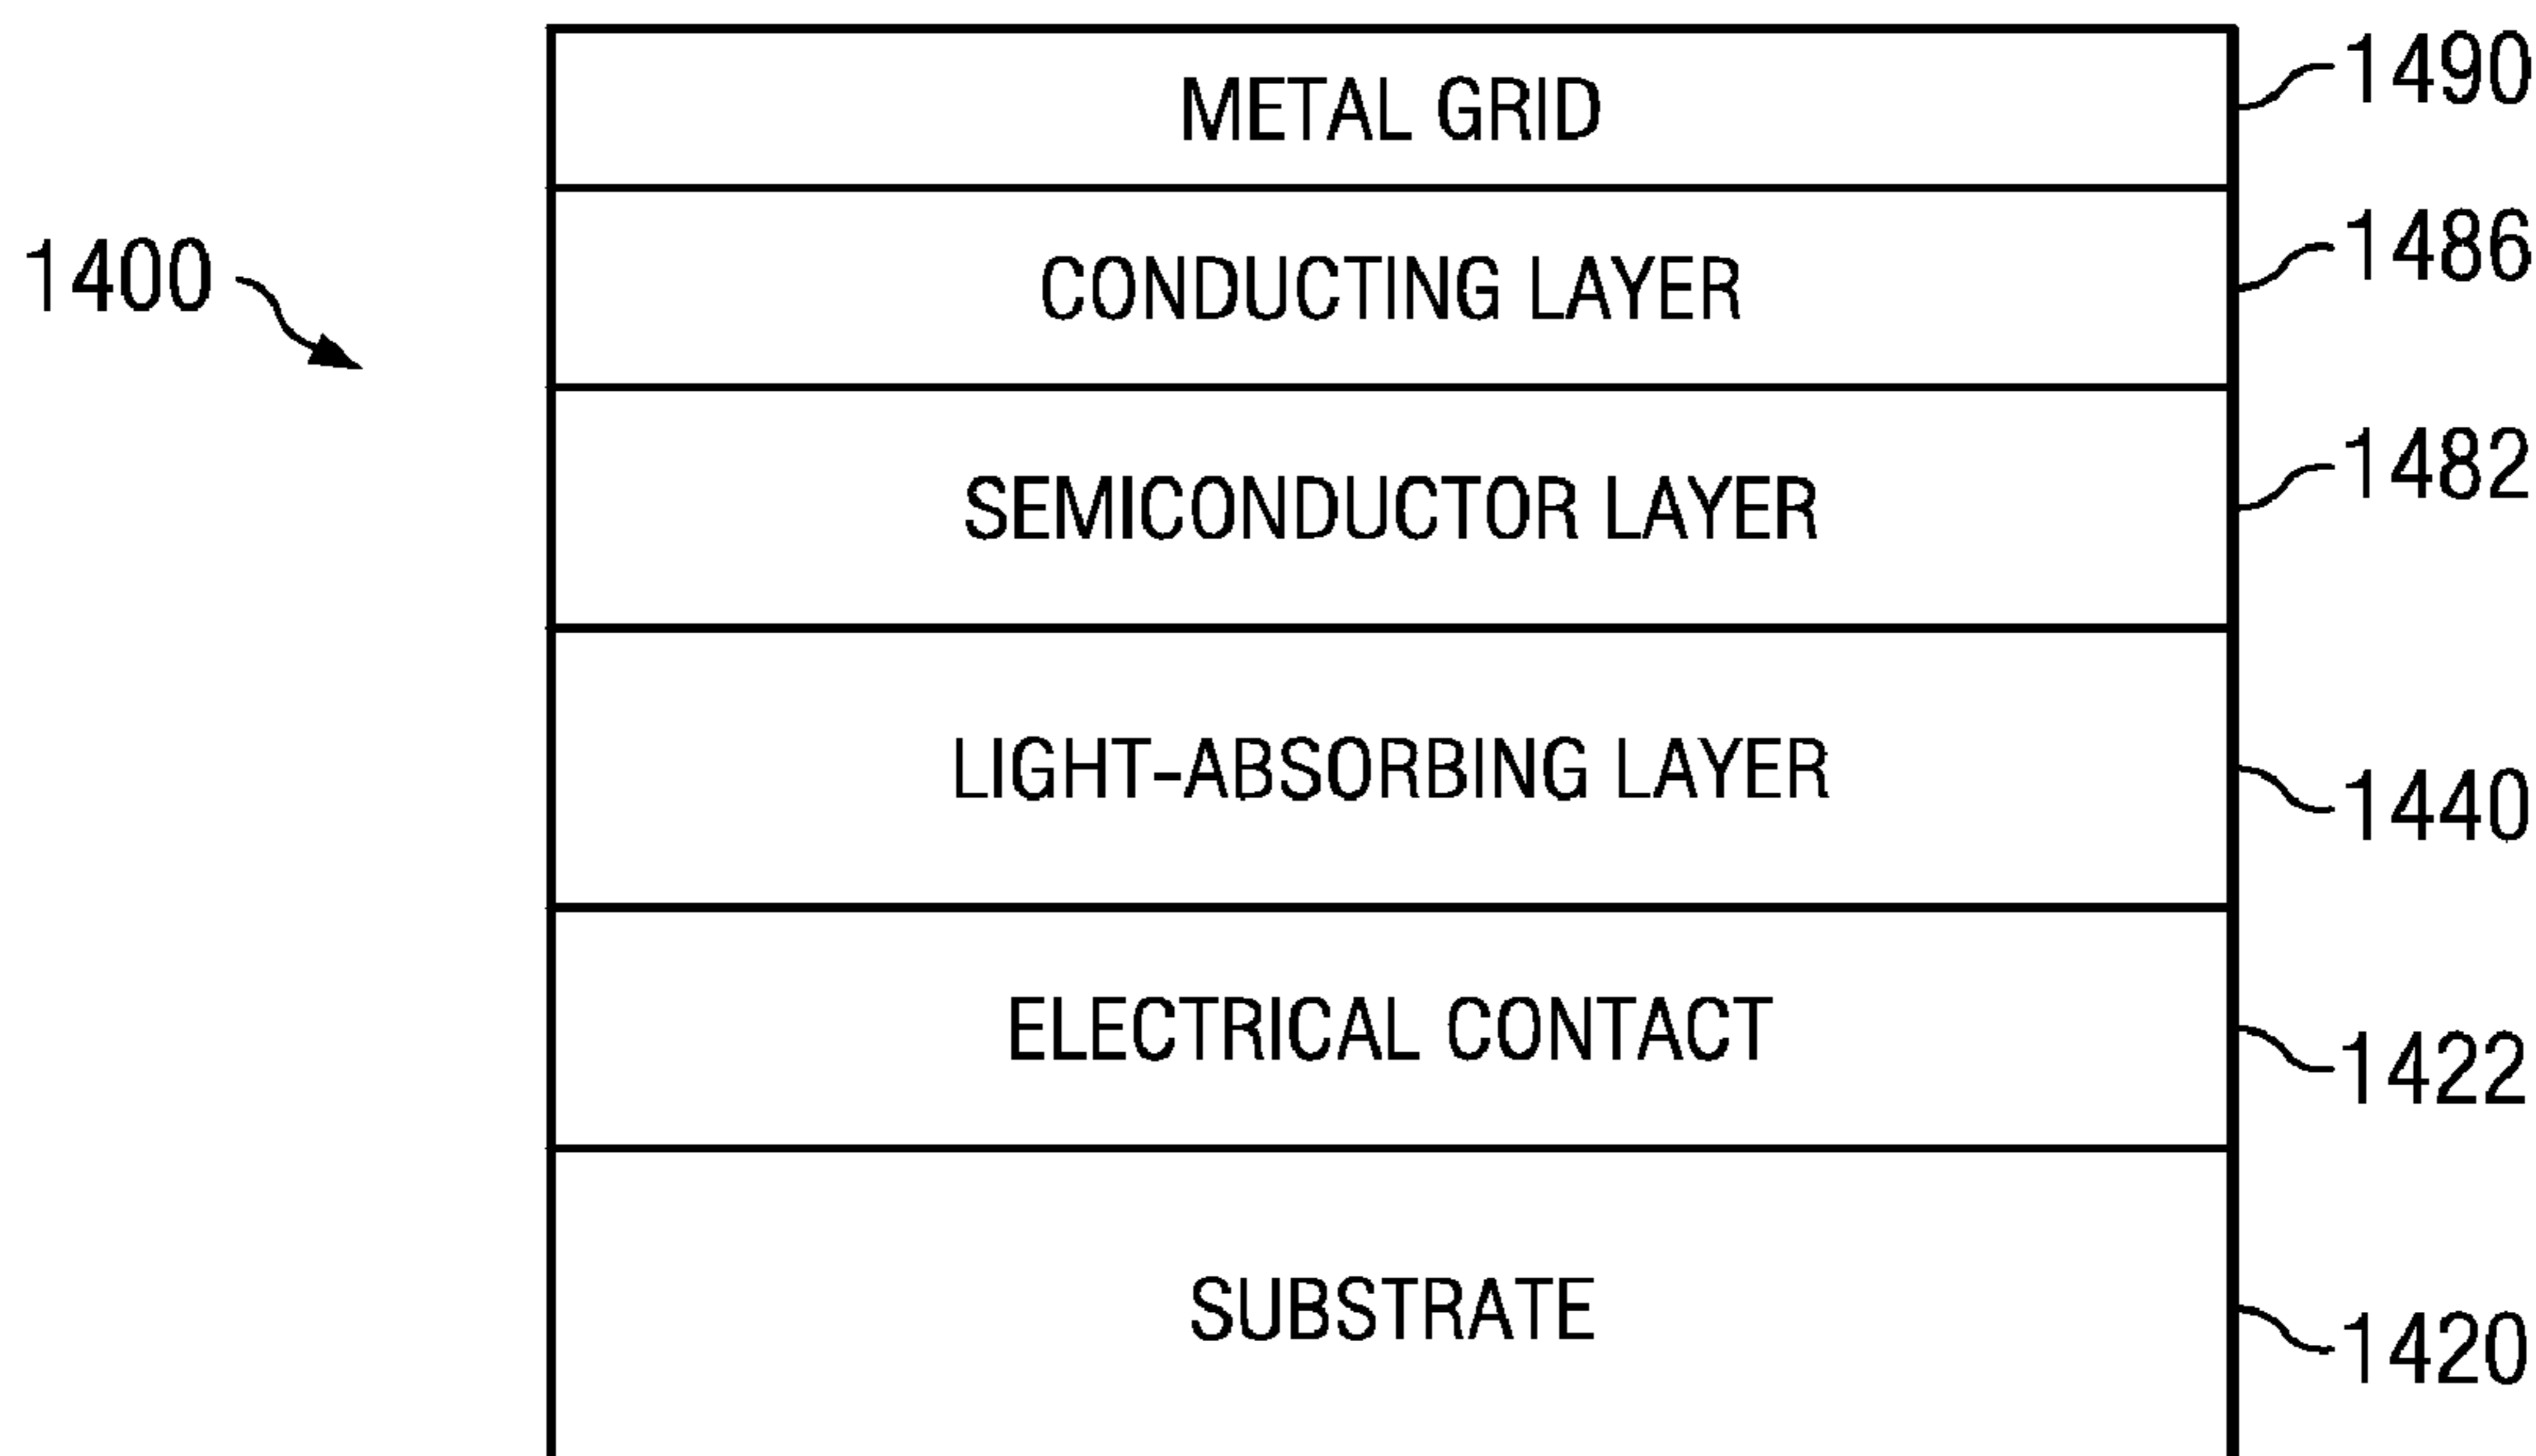 METAL GRID
1490
CONDUCTING LAYER
1486
1400
SEMICONDUCTOR LAYER
1482
LIGHT-ABSORBING LAYER
1440
ELECTRICAL CONTACT
1422
SUBSTRATE
1420